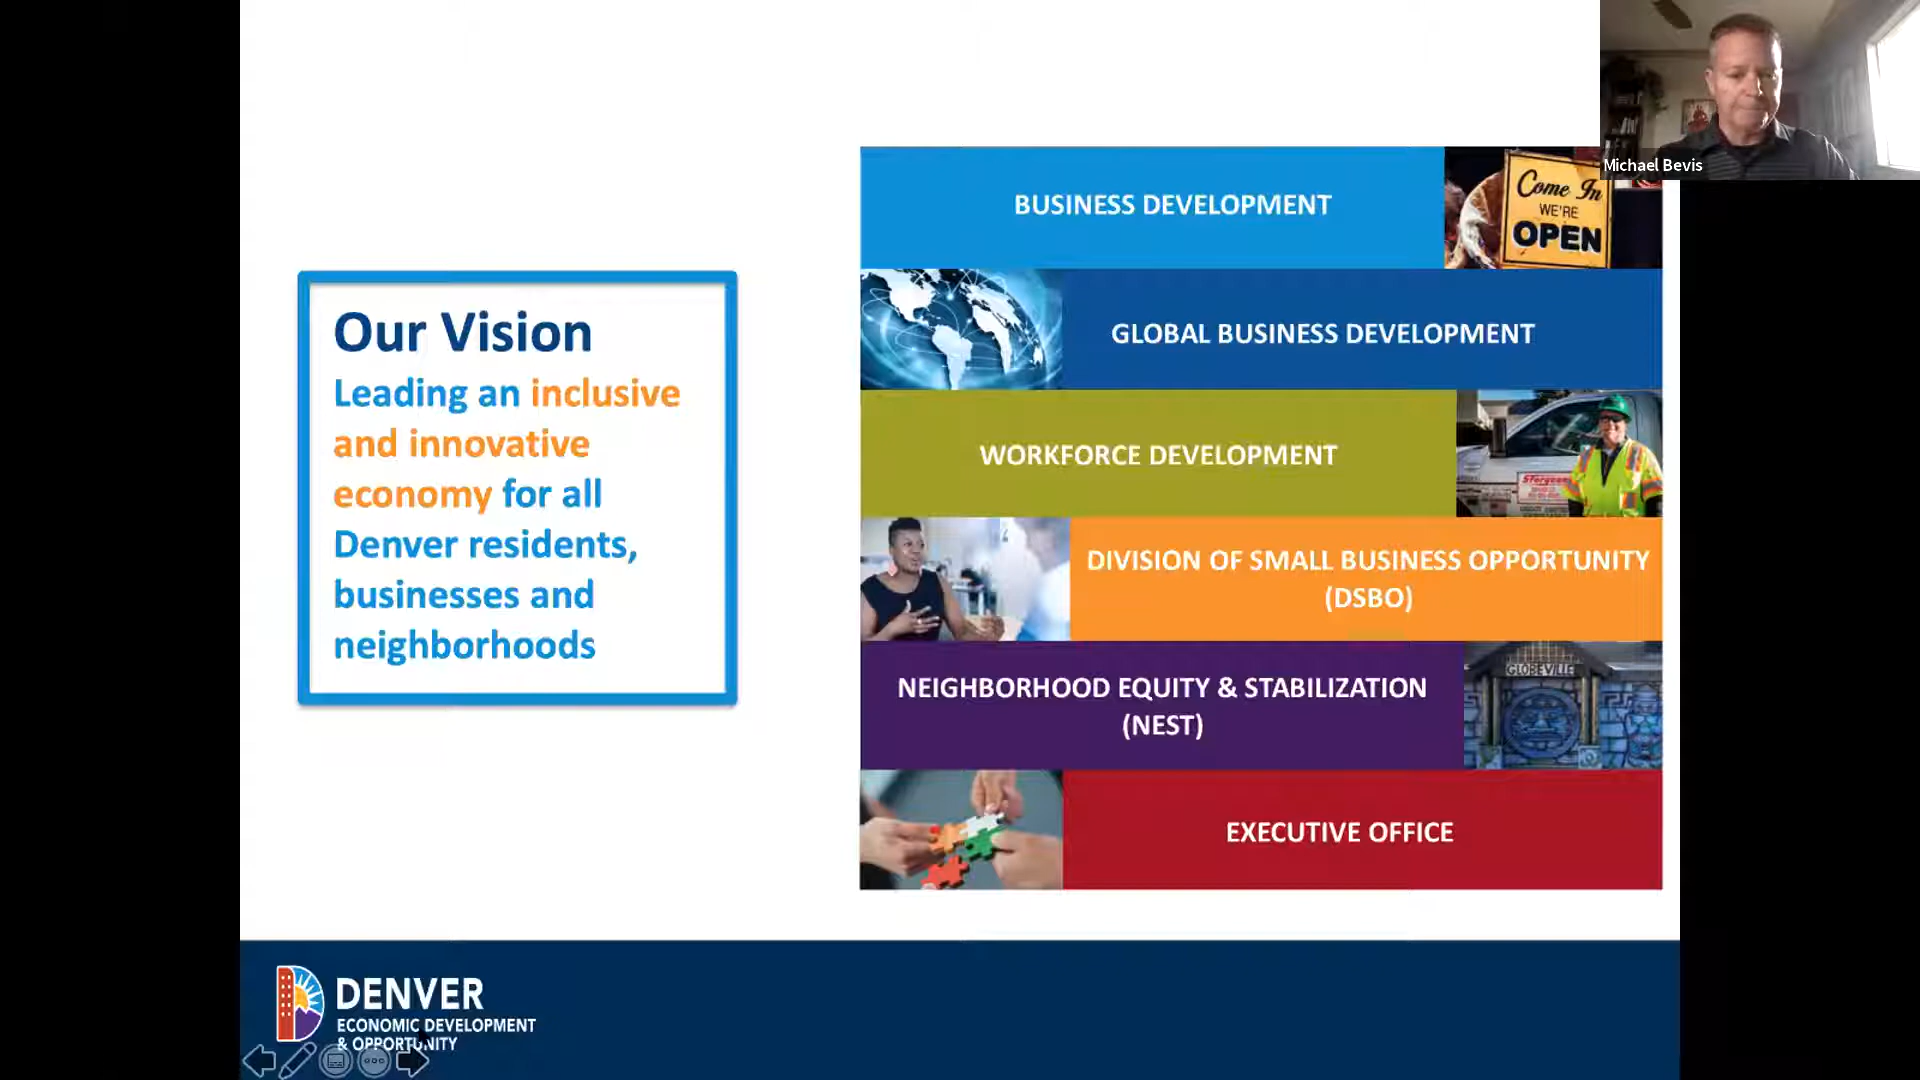 Michael Bevis
BUSINESS DEVELOPMENT
Come In
WE'RE
OPEN
GLOBAL BUSINESS DEVELOPMENT
Our Vision
Leading an inclusive
and innovative
economy for all
Denver residents,
businesses and
neighborhoods
WORKFORCE DEVELOPMENT
DIVISION OF SMALL BUSINESS OPPORTUNITY
(DSBO)
NEIGHBORHOOD EQUITY & STABILIZATION
(NEST)
GLOBEVILLE
EXECUTIVE OFFICE
DENVER
ECONOMIC DEVELOPMENT
& OPPORTUNITY